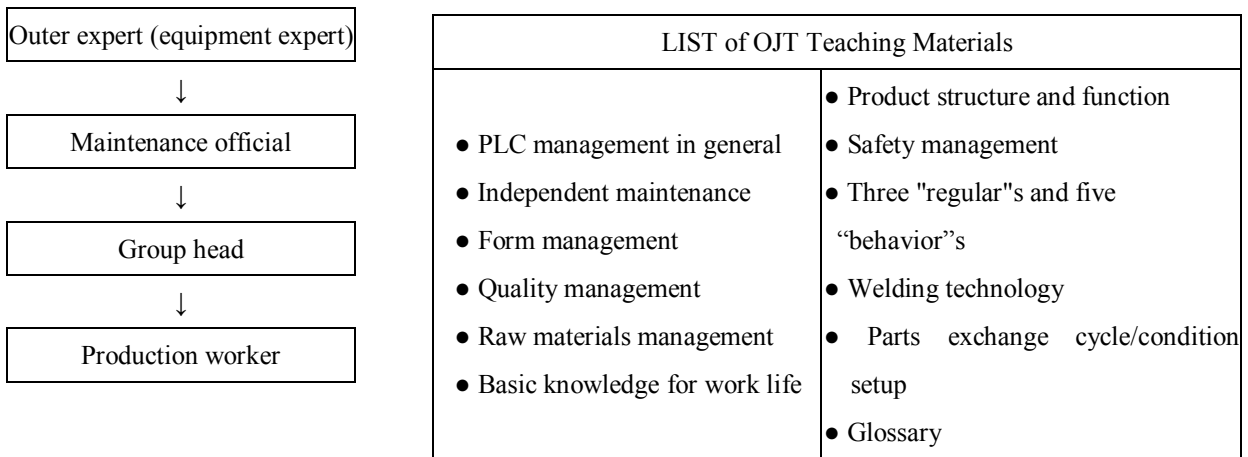 Outer expert (equipment expert)
↓
Maintenance official
↓
Group head
↓
Production worker
LIST of OJT Teaching Materials
● PLC management in general
● Independent maintenance
● Form management
● Quality management
● Raw materials management
● Basic knowledge for work life
● Product structure and function
● Safety management
● Three "regular"s and five
“behavior”s
● Welding technology
● Parts exchange cycle/condition
setup
● Glossary